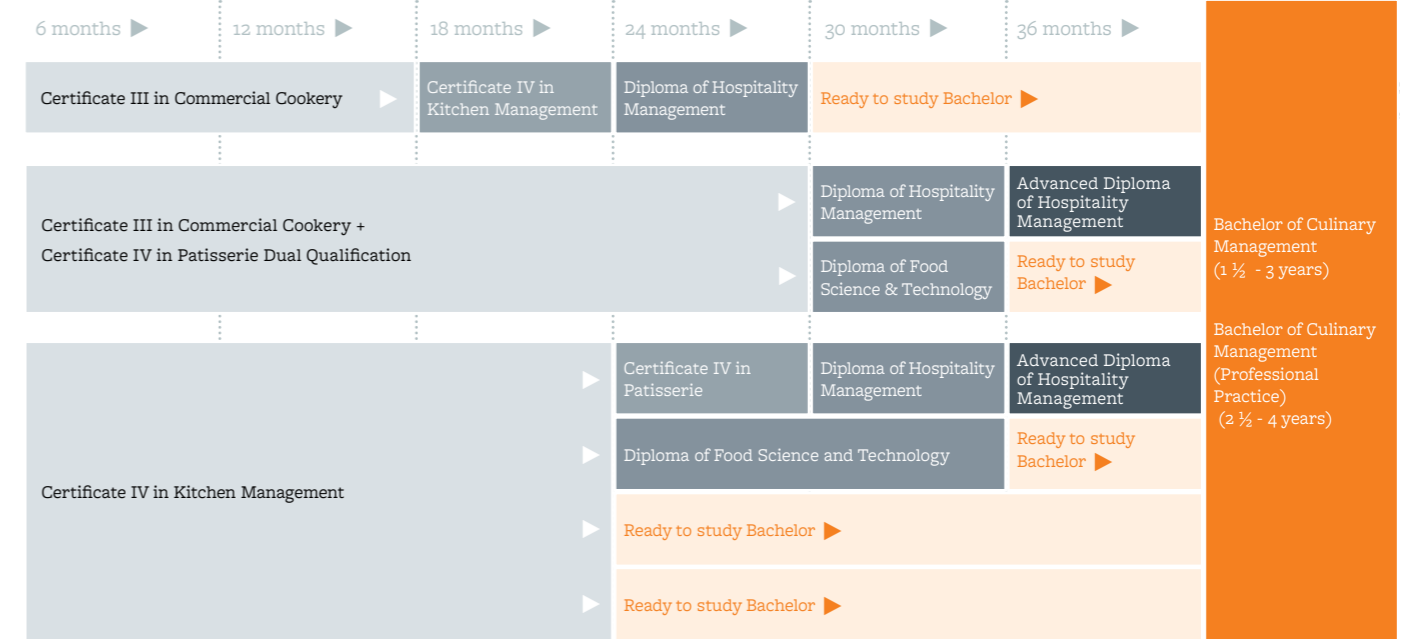 6 months ▶
12 months ▶
18 months ▶
24 months ▶
30 months ▶
36 months ▶
Certificate III in Commercial Cookery
Certificate IV in
Kitchen Management
Diploma of Hospitality
Management
Ready to study Bachelor ▶
Certificate III in Commercial Cookery +
Certificate IV in Patisserie Dual Qualification
Diploma of Hospitality
Management
Advanced Diploma
of Hospitality
Management
Diploma of Food
Science & Technology
Ready to study
Bachelor ▶
Certificate IV in Kitchen Management
Certificate IV in
Patisserie
Diploma of Hospitality
Management
Advanced Diploma
of Hospitality
Management
Diploma of Food Science and Technology
Ready to study
Bachelor ▶
Ready to study Bachelor ▶
Ready to study Bachelor ▶
Bachelor of Culinary
Management
(1 ½ - 3 years)
Bachelor of Culinary
Management
(Professional
Practice)
(2 ½ - 4 years)